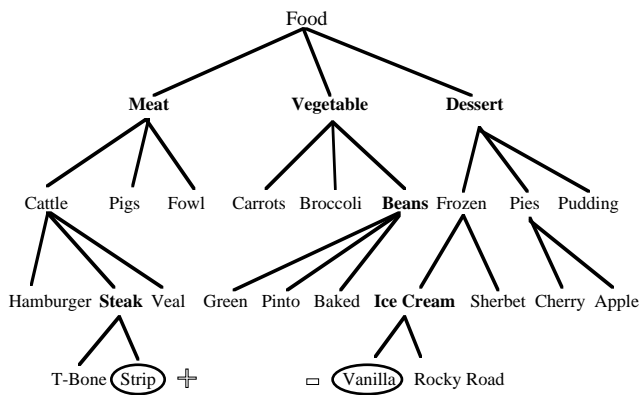 Food
Meat Vegetable Dessert
Cattle Pigs Fowl Carrots Broccoli Beans Frozen Pies Pudding
Hamburger Steak Veal Green Pinto Baked Ice Cream Sherbet Cherry Apple
T-Bone Strip + - Vanilla Rocky Road